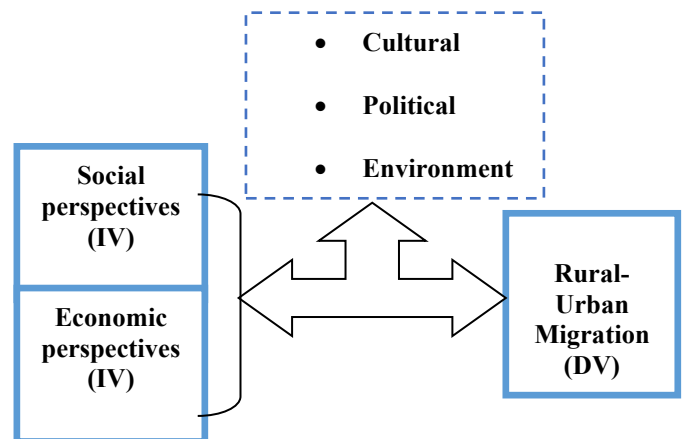 • Cultural
• Political
• Environment
Social
perspectives
(IV)
Economic
perspectives
(IV)
Rural-
Urban
Migration
(DV)